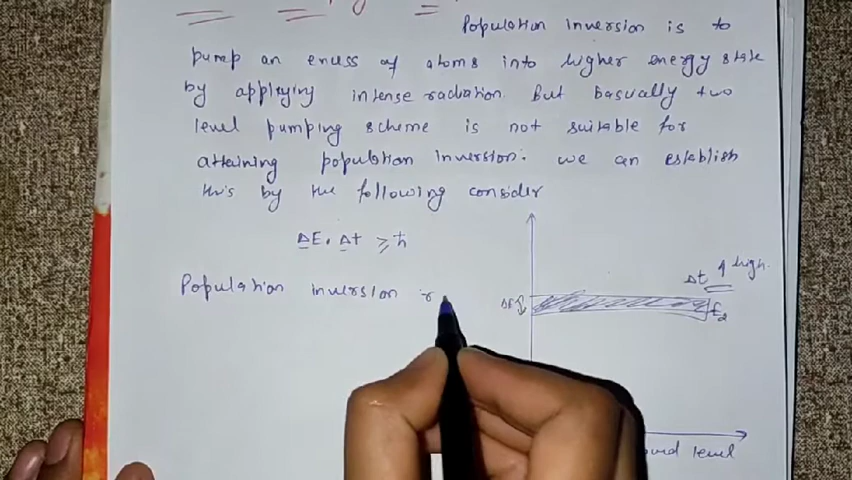 Population inversion is to
pump an excess of atoms into higher energy state
by applying intense radiation. But basically two
level pumping scheme is not suitable for
attaining population inversion. we can establish
this by the following consider
ΔE. Δt ≥ ħ
Δt high.
Population inversion r
ΔE E2
level